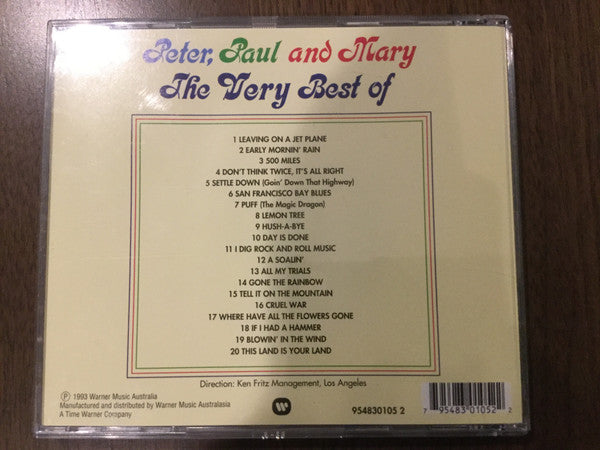 Peter, Paul and Mary
The Very Best of
1 LEAVING ON A JET PLANE
2 EARLY MORNIN' RAIN
3 500 MILES
4 DON'T THINK TWICE, IT'S ALL RIGHT
5 SETTLE DOWN (Goin' Down That Highway)
6 SAN FRANCISCO BAY BLUES
7 PUFF (The Magic Dragon)
8 LEMON TREE
9 HUSH-A-BYE
10 DAY IS DONE
11 I DIG ROCK AND ROLL MUSIC
12 A SOALIN'
13 ALL MY TRIALS
14 GONE THE RAINBOW
15 TELL IT ON THE MOUNTAIN
16 CRUEL WAR
17 WHERE HAVE ALL THE FLOWERS GONE
18 IF I HAD A HAMMER
19 BLOWIN' IN THE WIND
20 THIS LAND IS YOUR LAND
Direction: Ken Fritz Management, Los Angeles
℗ 1993 Warner Music Australia
Manufactured and distributed by Warner Music Australasia
A Time Warner Company
954830105 2
7 95483 01052 2